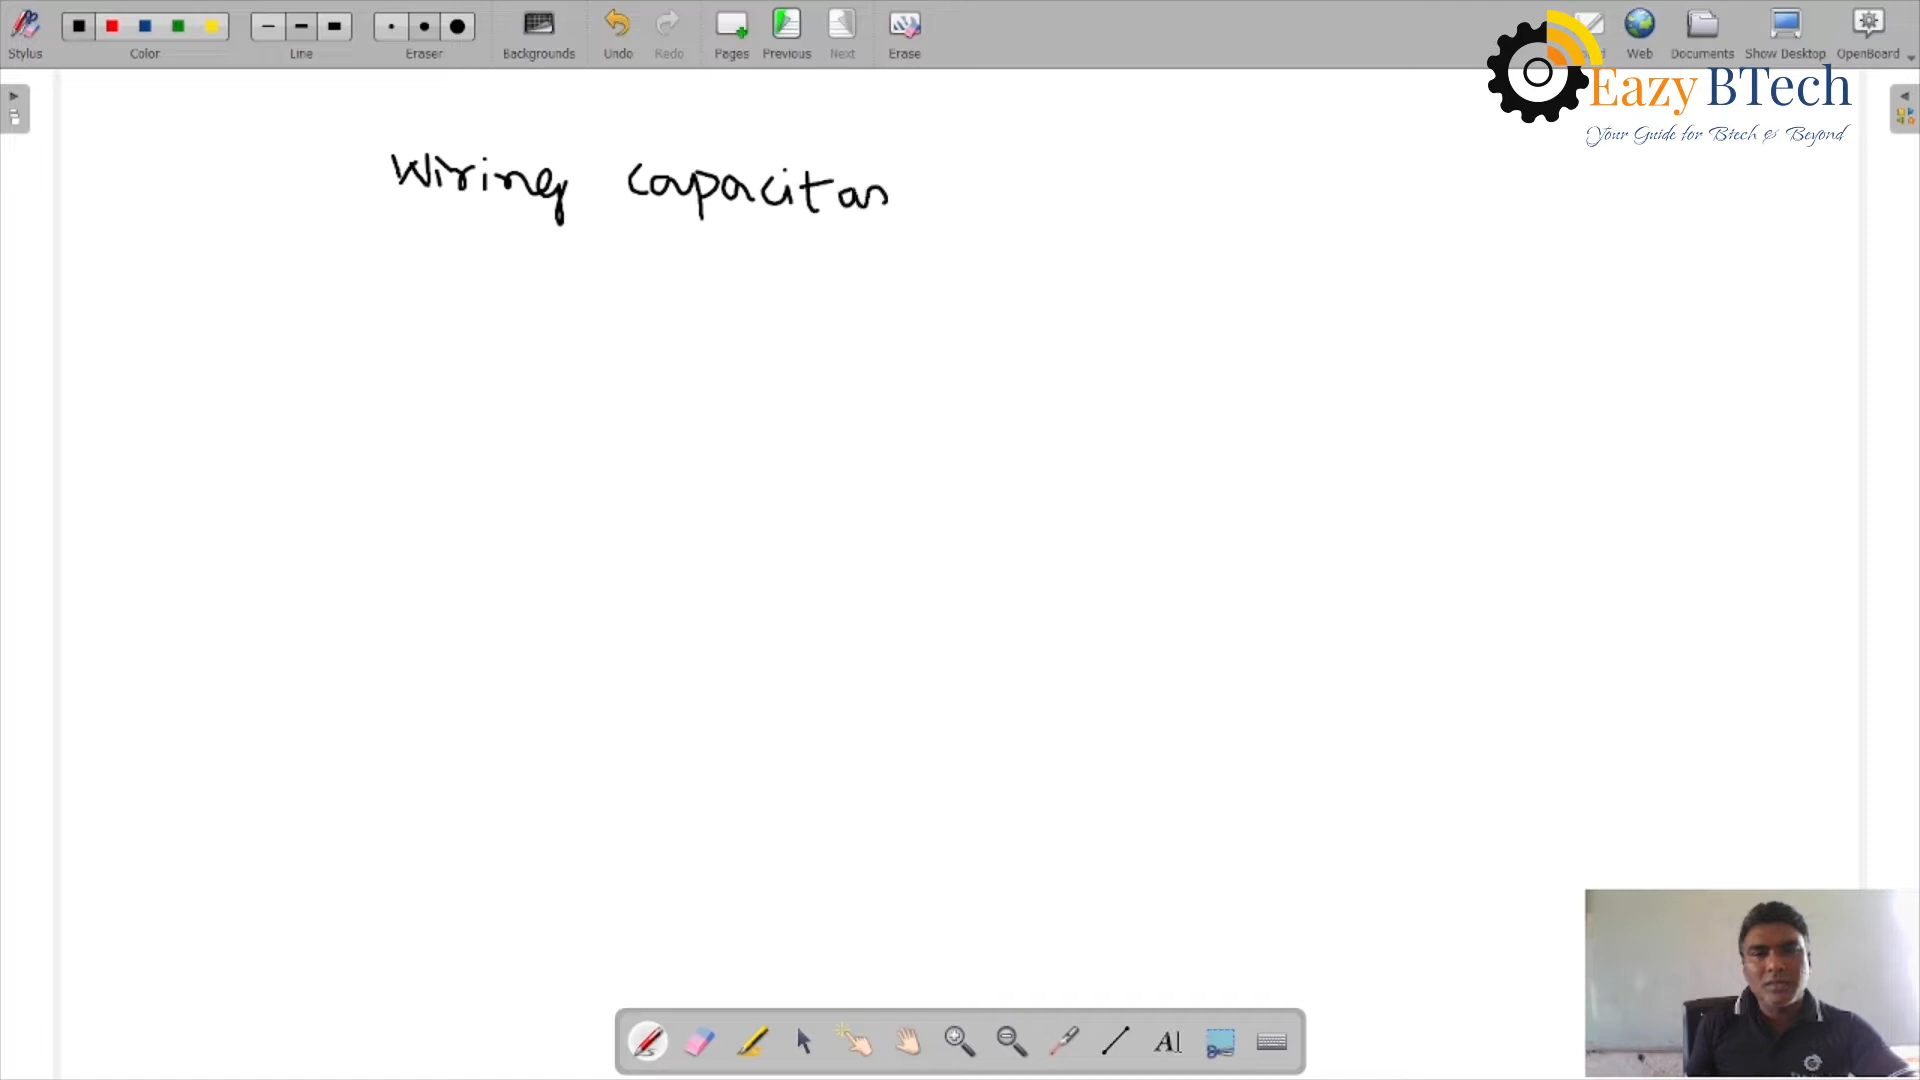 Stylus Color Line Eraser Backgrounds Undo Redo Pages Previous Next Erase Web Documents Show Desktop OpenBoard
Eazy BTech
Your Guide for Btech & Beyond
Wiring capacitan